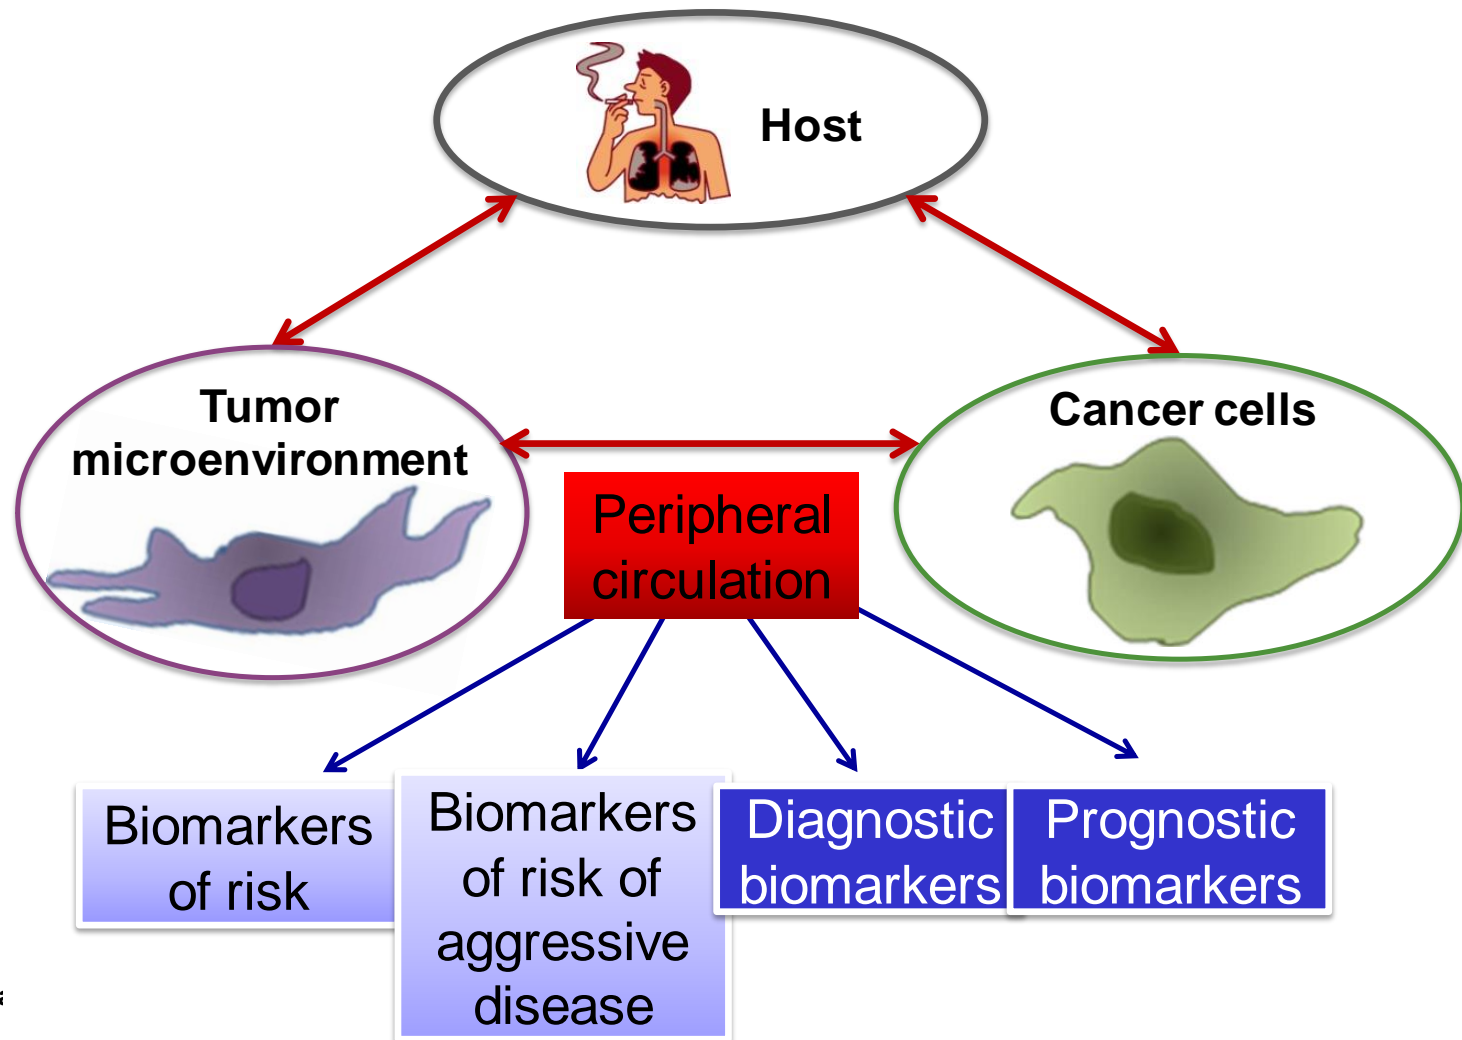 Host
Tumor
microenvironment
Cancer cells
Peripheral
circulation
Biomarkers
of risk
Biomarkers
of risk of
aggressive
disease
Diagnostic
biomarkers
Prognostic
biomarkers